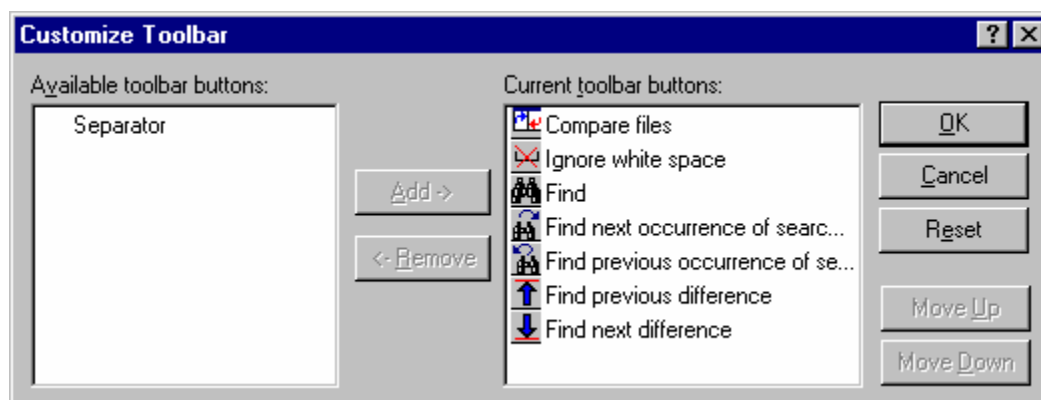 Customize Toolbar
Available toolbar buttons:
Separator
Add ->
<- Remove
Current toolbar buttons:
Compare files
Ignore white space
Find
Find next occurrence of searc...
Find previous occurrence of se...
Find previous difference
Find next difference
OK
Cancel
Reset
Move Up
Move Down